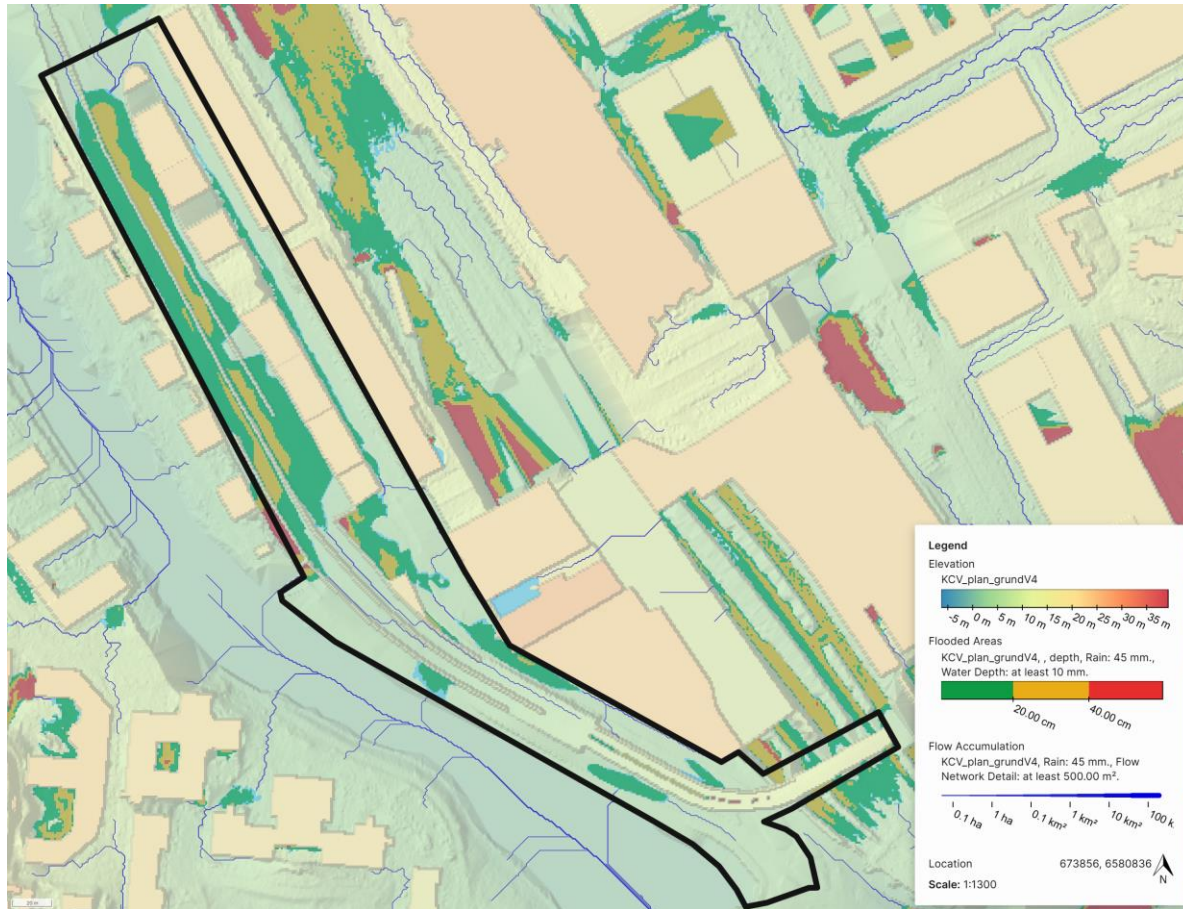 Legend
Elevation
KCV_plan_grundV4
-5 m 0 m 5 m 10 m 15 m 20 m 25 m 30 m 35 m
Flooded Areas
KCV_plan_grundV4, , depth, Rain: 45 mm.,
Water Depth: at least 10 mm.
20.00 cm 40.00 cm
Flow Accumulation
KCV_plan_grundV4, Rain: 45 mm., Flow
Network Detail: at least 500.00 m².
0.1 ha 1 ha 0.1 km² 1 km² 10 km² 100 k
Location 673856, 6580836
N
Scale: 1:1300
20 m